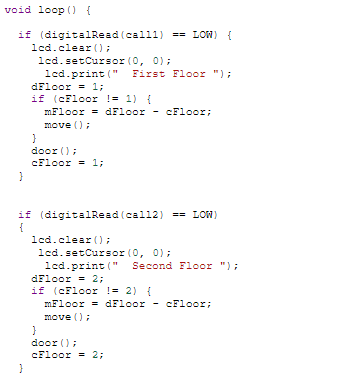 void loop() {
if (digitalRead(call1) == LOW) {
lcd.clear();
lcd.setCursor(0, 0);
lcd.print("  First Floor ");
dFloor = 1;
if (cFloor != 1) {
mFloor = dFloor - cFloor;
move();
}
door();
cFloor = 1;
}
if (digitalRead(call2) == LOW)
{
lcd.clear();
lcd.setCursor(0, 0);
lcd.print("  Second Floor ");
dFloor = 2;
if (cFloor != 2) {
mFloor = dFloor - cFloor;
move();
}
door();
cFloor = 2;
}